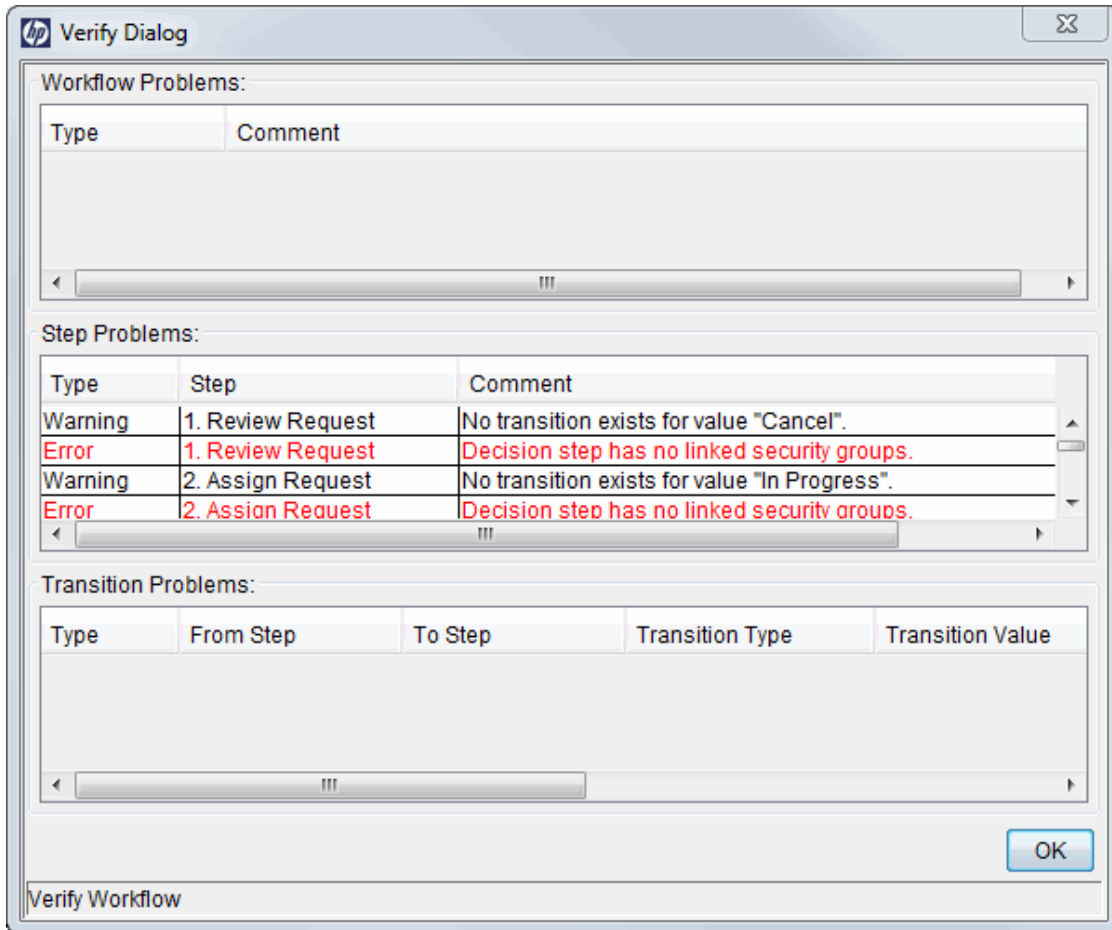 hp Verify Dialog
Workflow Problems:
Type Comment
Step Problems:
Type Step Comment
Warning 1. Review Request No transition exists for value "Cancel".
Error 1. Review Request Decision step has no linked security groups.
Warning 2. Assign Request No transition exists for value "In Progress".
Error 2. Assign Request Decision step has no linked security groups.
Transition Problems:
Type From Step To Step Transition Type Transition Value
OK
Verify Workflow